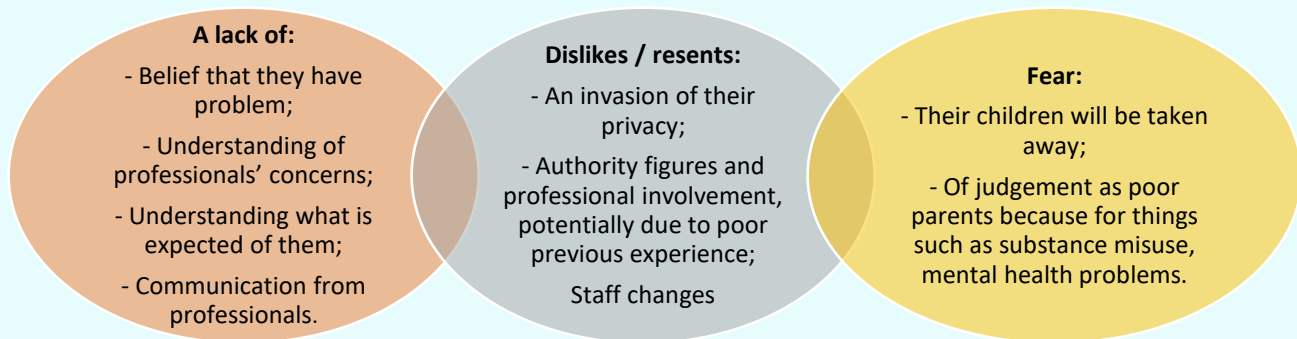 A lack of:
- Belief that they have
problem;
- Understanding of
professionals’ concerns;
- Understanding what is
expected of them;
- Communication from
professionals.
Dislikes / resents:
- An invasion of their
privacy;
- Authority figures and
professional involvement,
potentially due to poor
previous experience;
Staff changes
Fear:
- Their children will be taken
away;
- Of judgement as poor
parents because for things
such as substance misuse,
mental health problems.